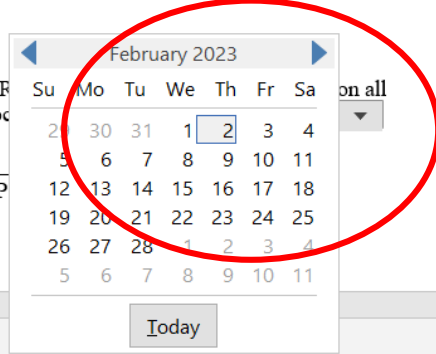 February 2023
R Su Mo Tu We Th Fr Sa on all
29 30 31 1 2 3 4
5 6 7 8 9 10 11
12 13 14 15 16 17 18
19 20 21 22 23 24 25
26 27 28 1 2 3 4
5 6 7 8 9 10 11
Today